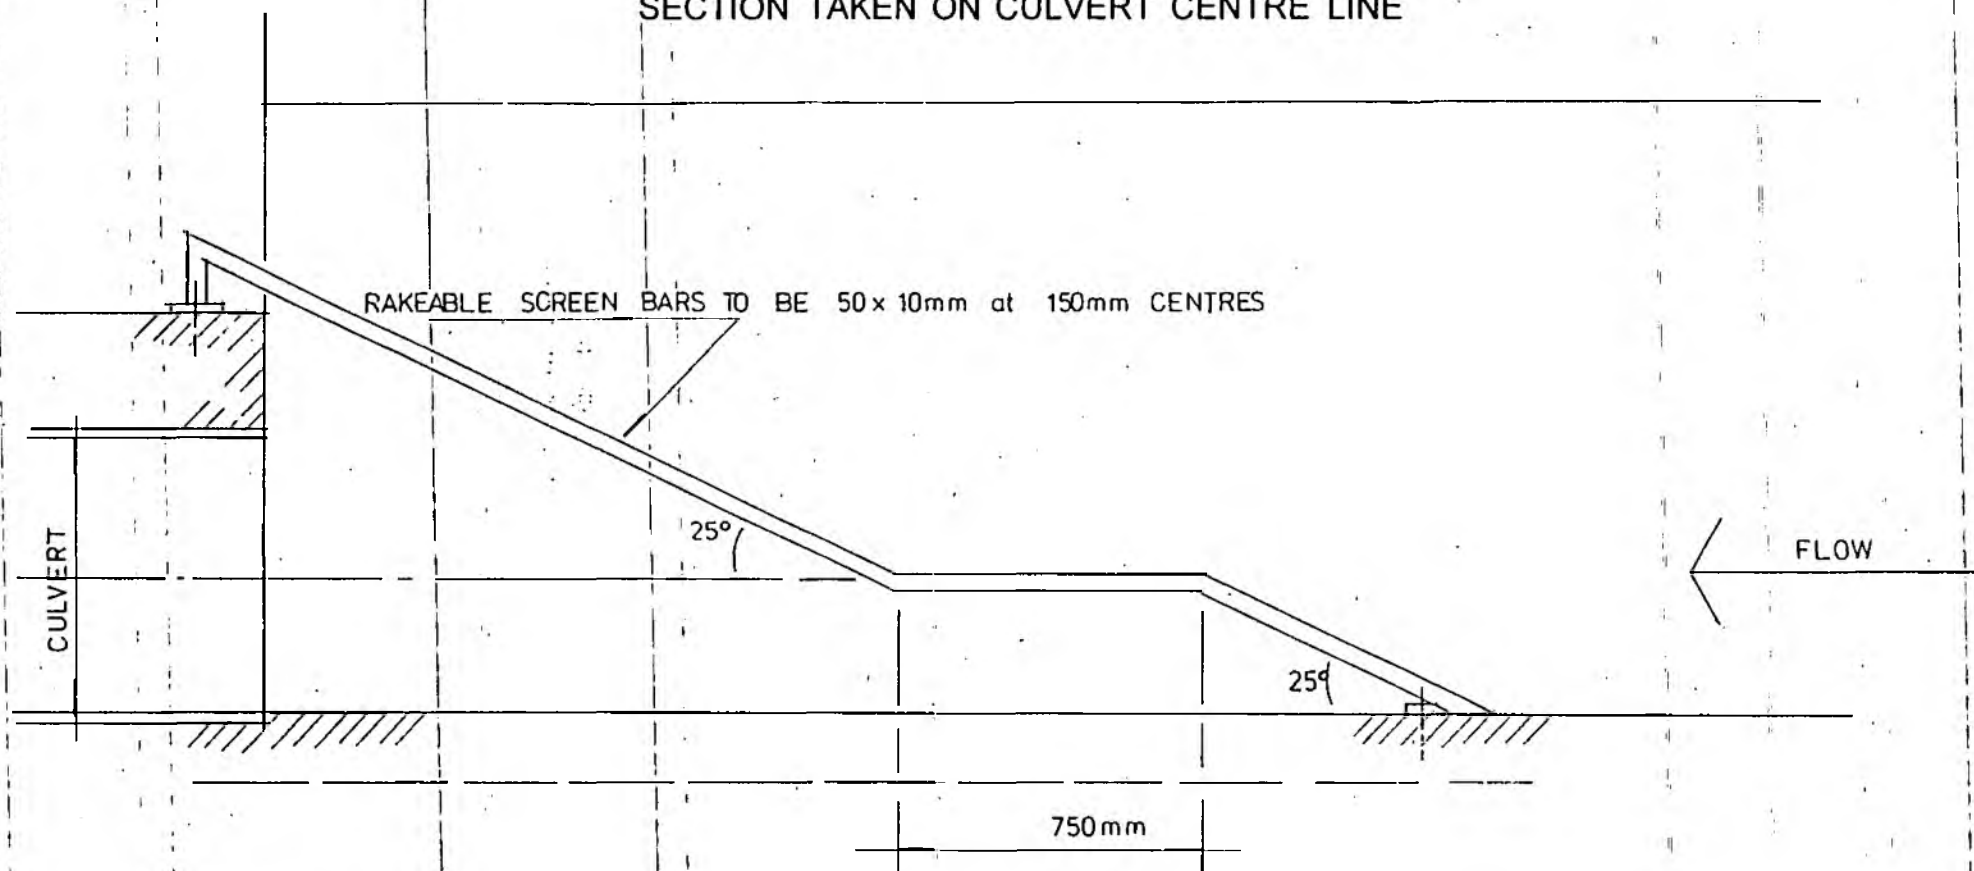 SECTION TAKEN ON CULVERT CENTRE LINE
RAKEABLE SCREEN BARS TO BE 50 x 10mm at 150mm CENTRES
25°
FLOW
CULVERT
25°
750mm